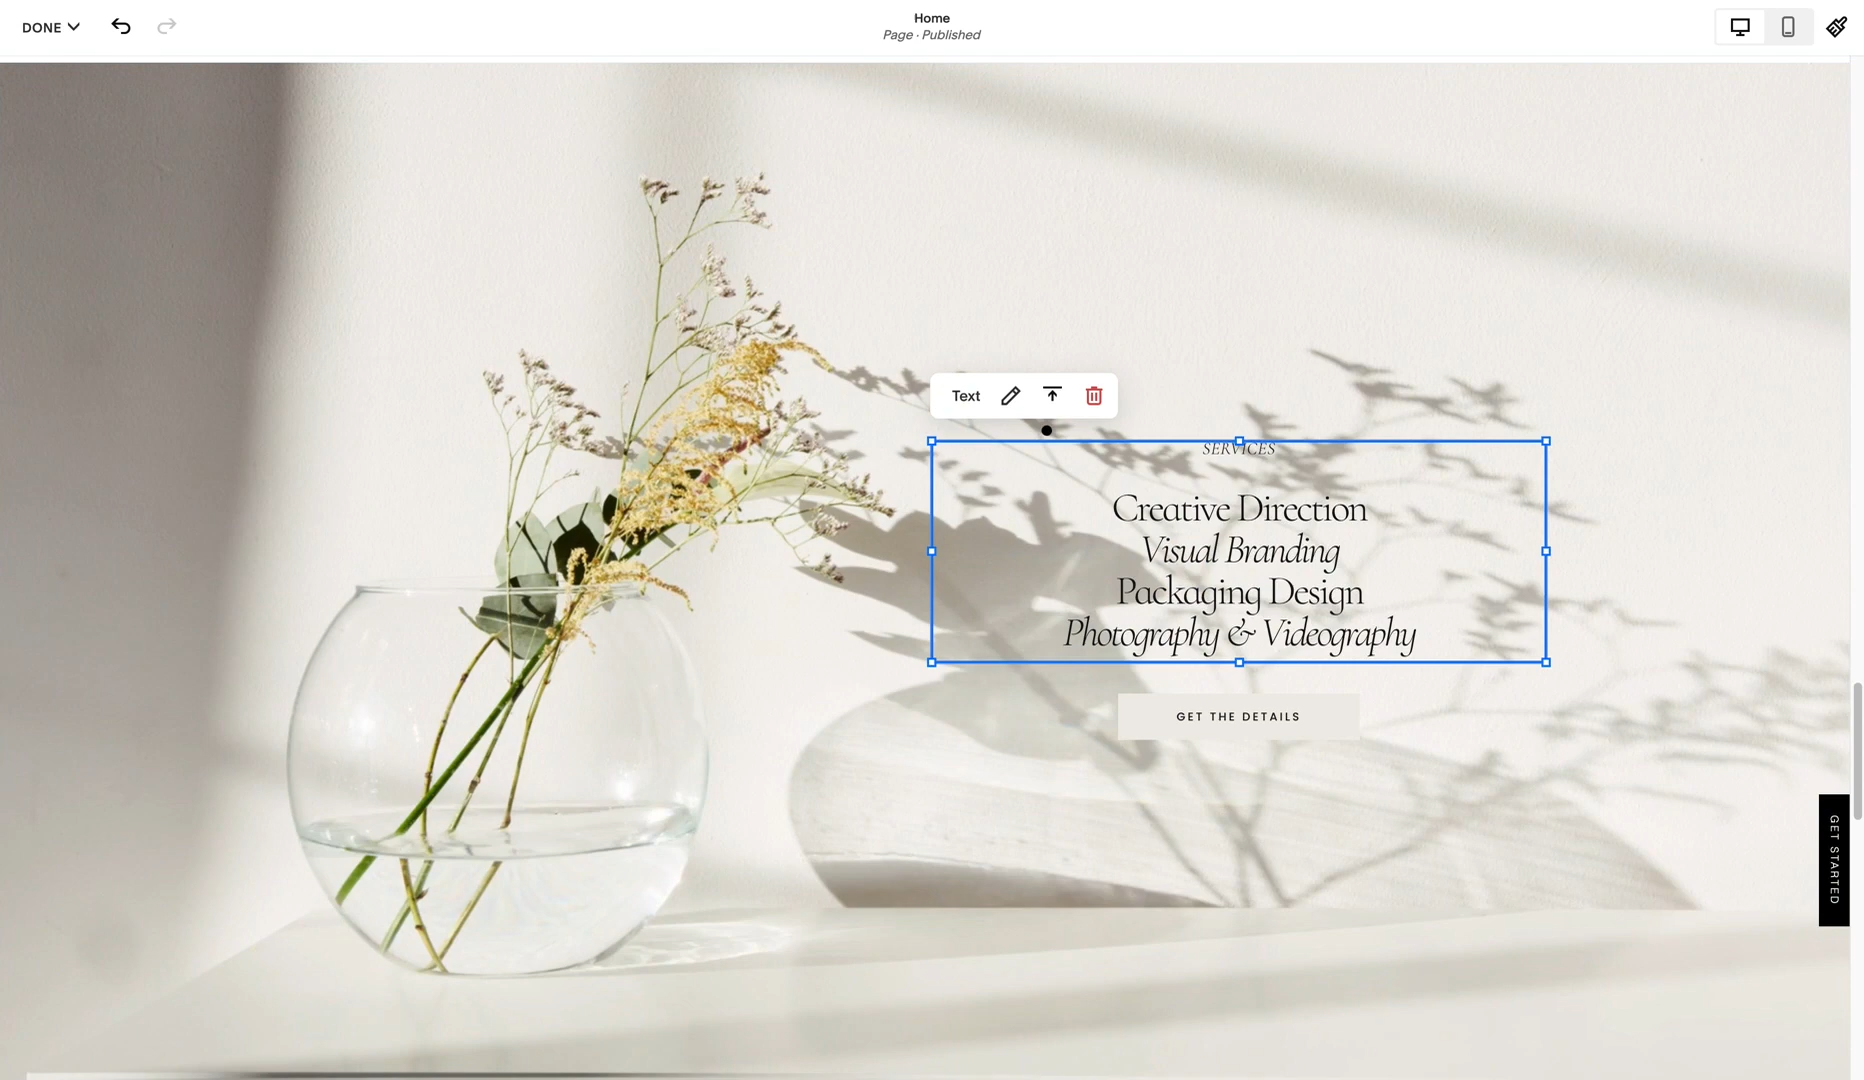 DONE
Home
Page · Published
Text
SERVICES
Creative Direction
Visual Branding
Packaging Design
Photography & Videography
GET THE DETAILS
GET STARTED